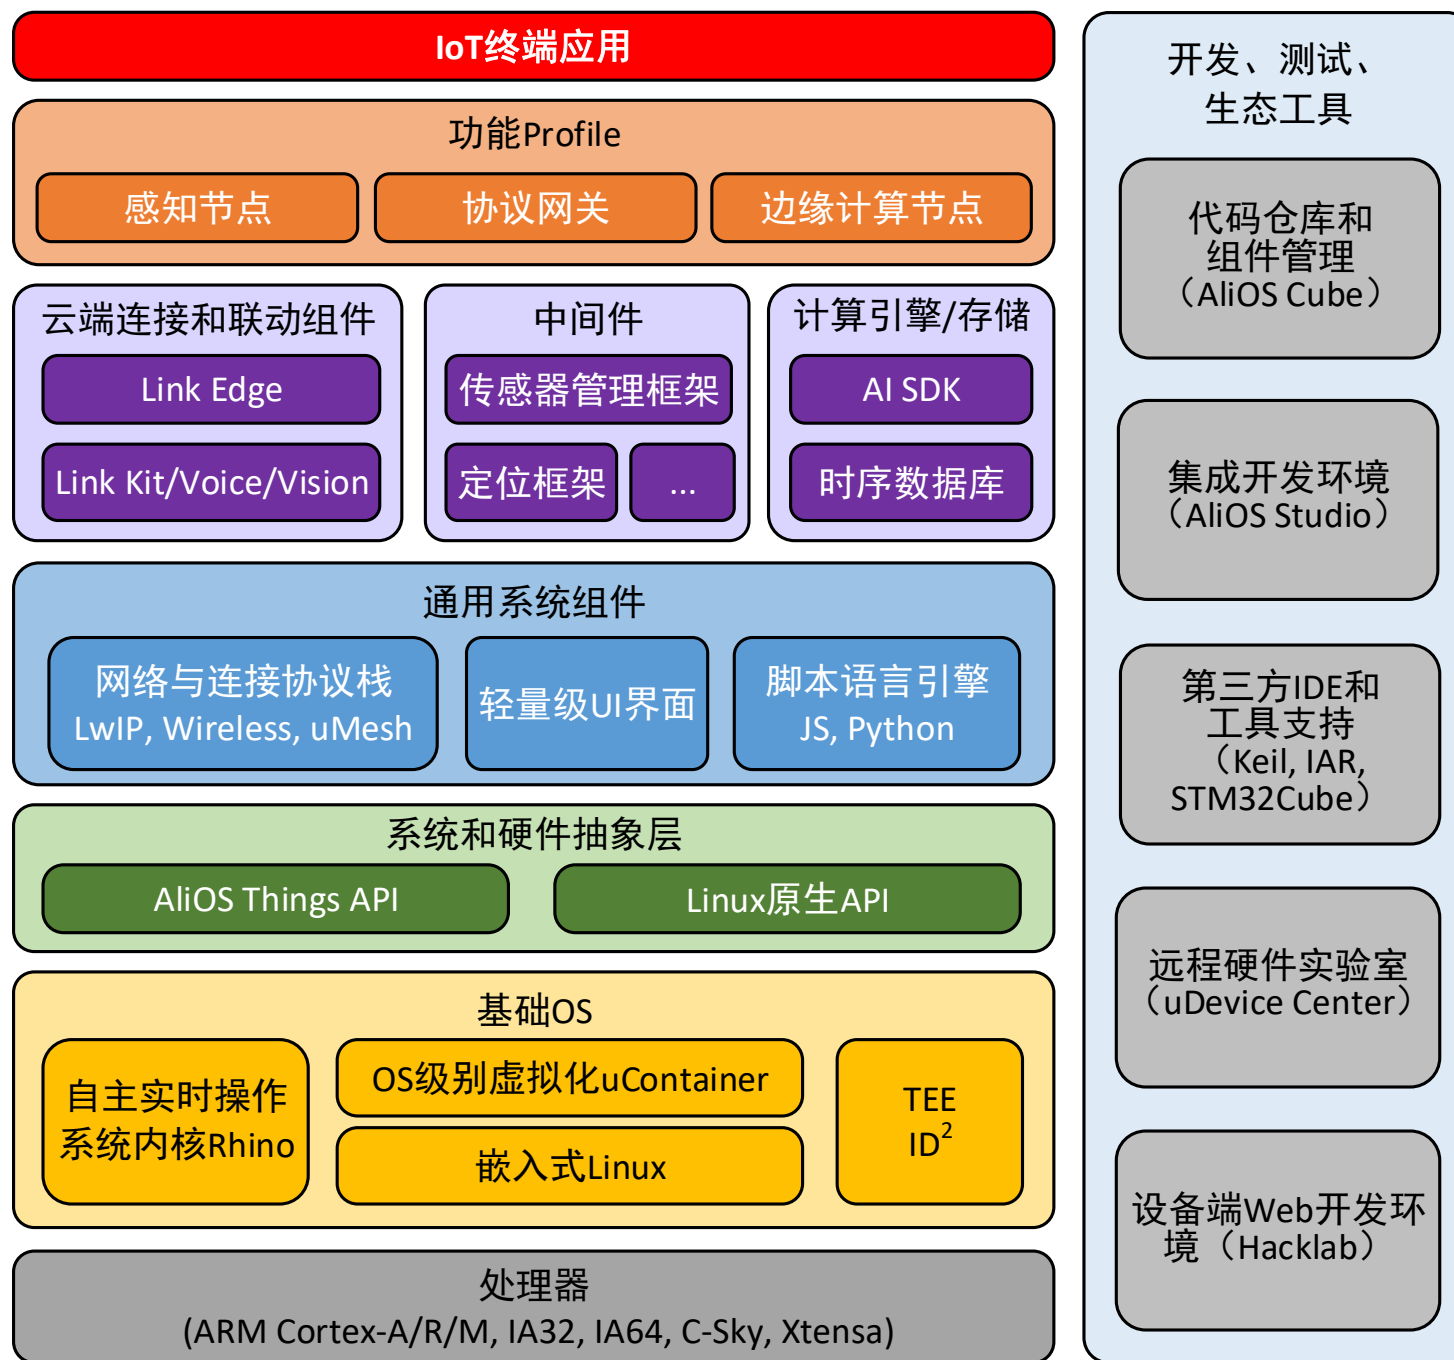 IoT终端应用
功能Profile
感知节点
协议网关
边缘计算节点
云端连接和联动组件
Link Edge
Link Kit/Voice/Vision
中间件
传感器管理框架
定位框架
...
计算引擎/存储
AI SDK
时序数据库
通用系统组件
网络与连接协议栈
LwIP, Wireless, uMesh
轻量级UI界面
脚本语言引擎
JS, Python
系统和硬件抽象层
AliOS Things API
Linux原生API
基础OS
自主实时操作
系统内核Rhino
OS级别虚拟化uContainer
嵌入式Linux
TEE
ID²
处理器
(ARM Cortex-A/R/M, IA32, IA64, C-Sky, Xtensa)
开发、测试、
生态工具
代码仓库和
组件管理
（AliOS Cube）
集成开发环境
（AliOS Studio）
第三方IDE和
工具支持
（Keil, IAR,
STM32Cube）
远程硬件实验室
（uDevice Center）
设备端Web开发环
境（Hacklab）